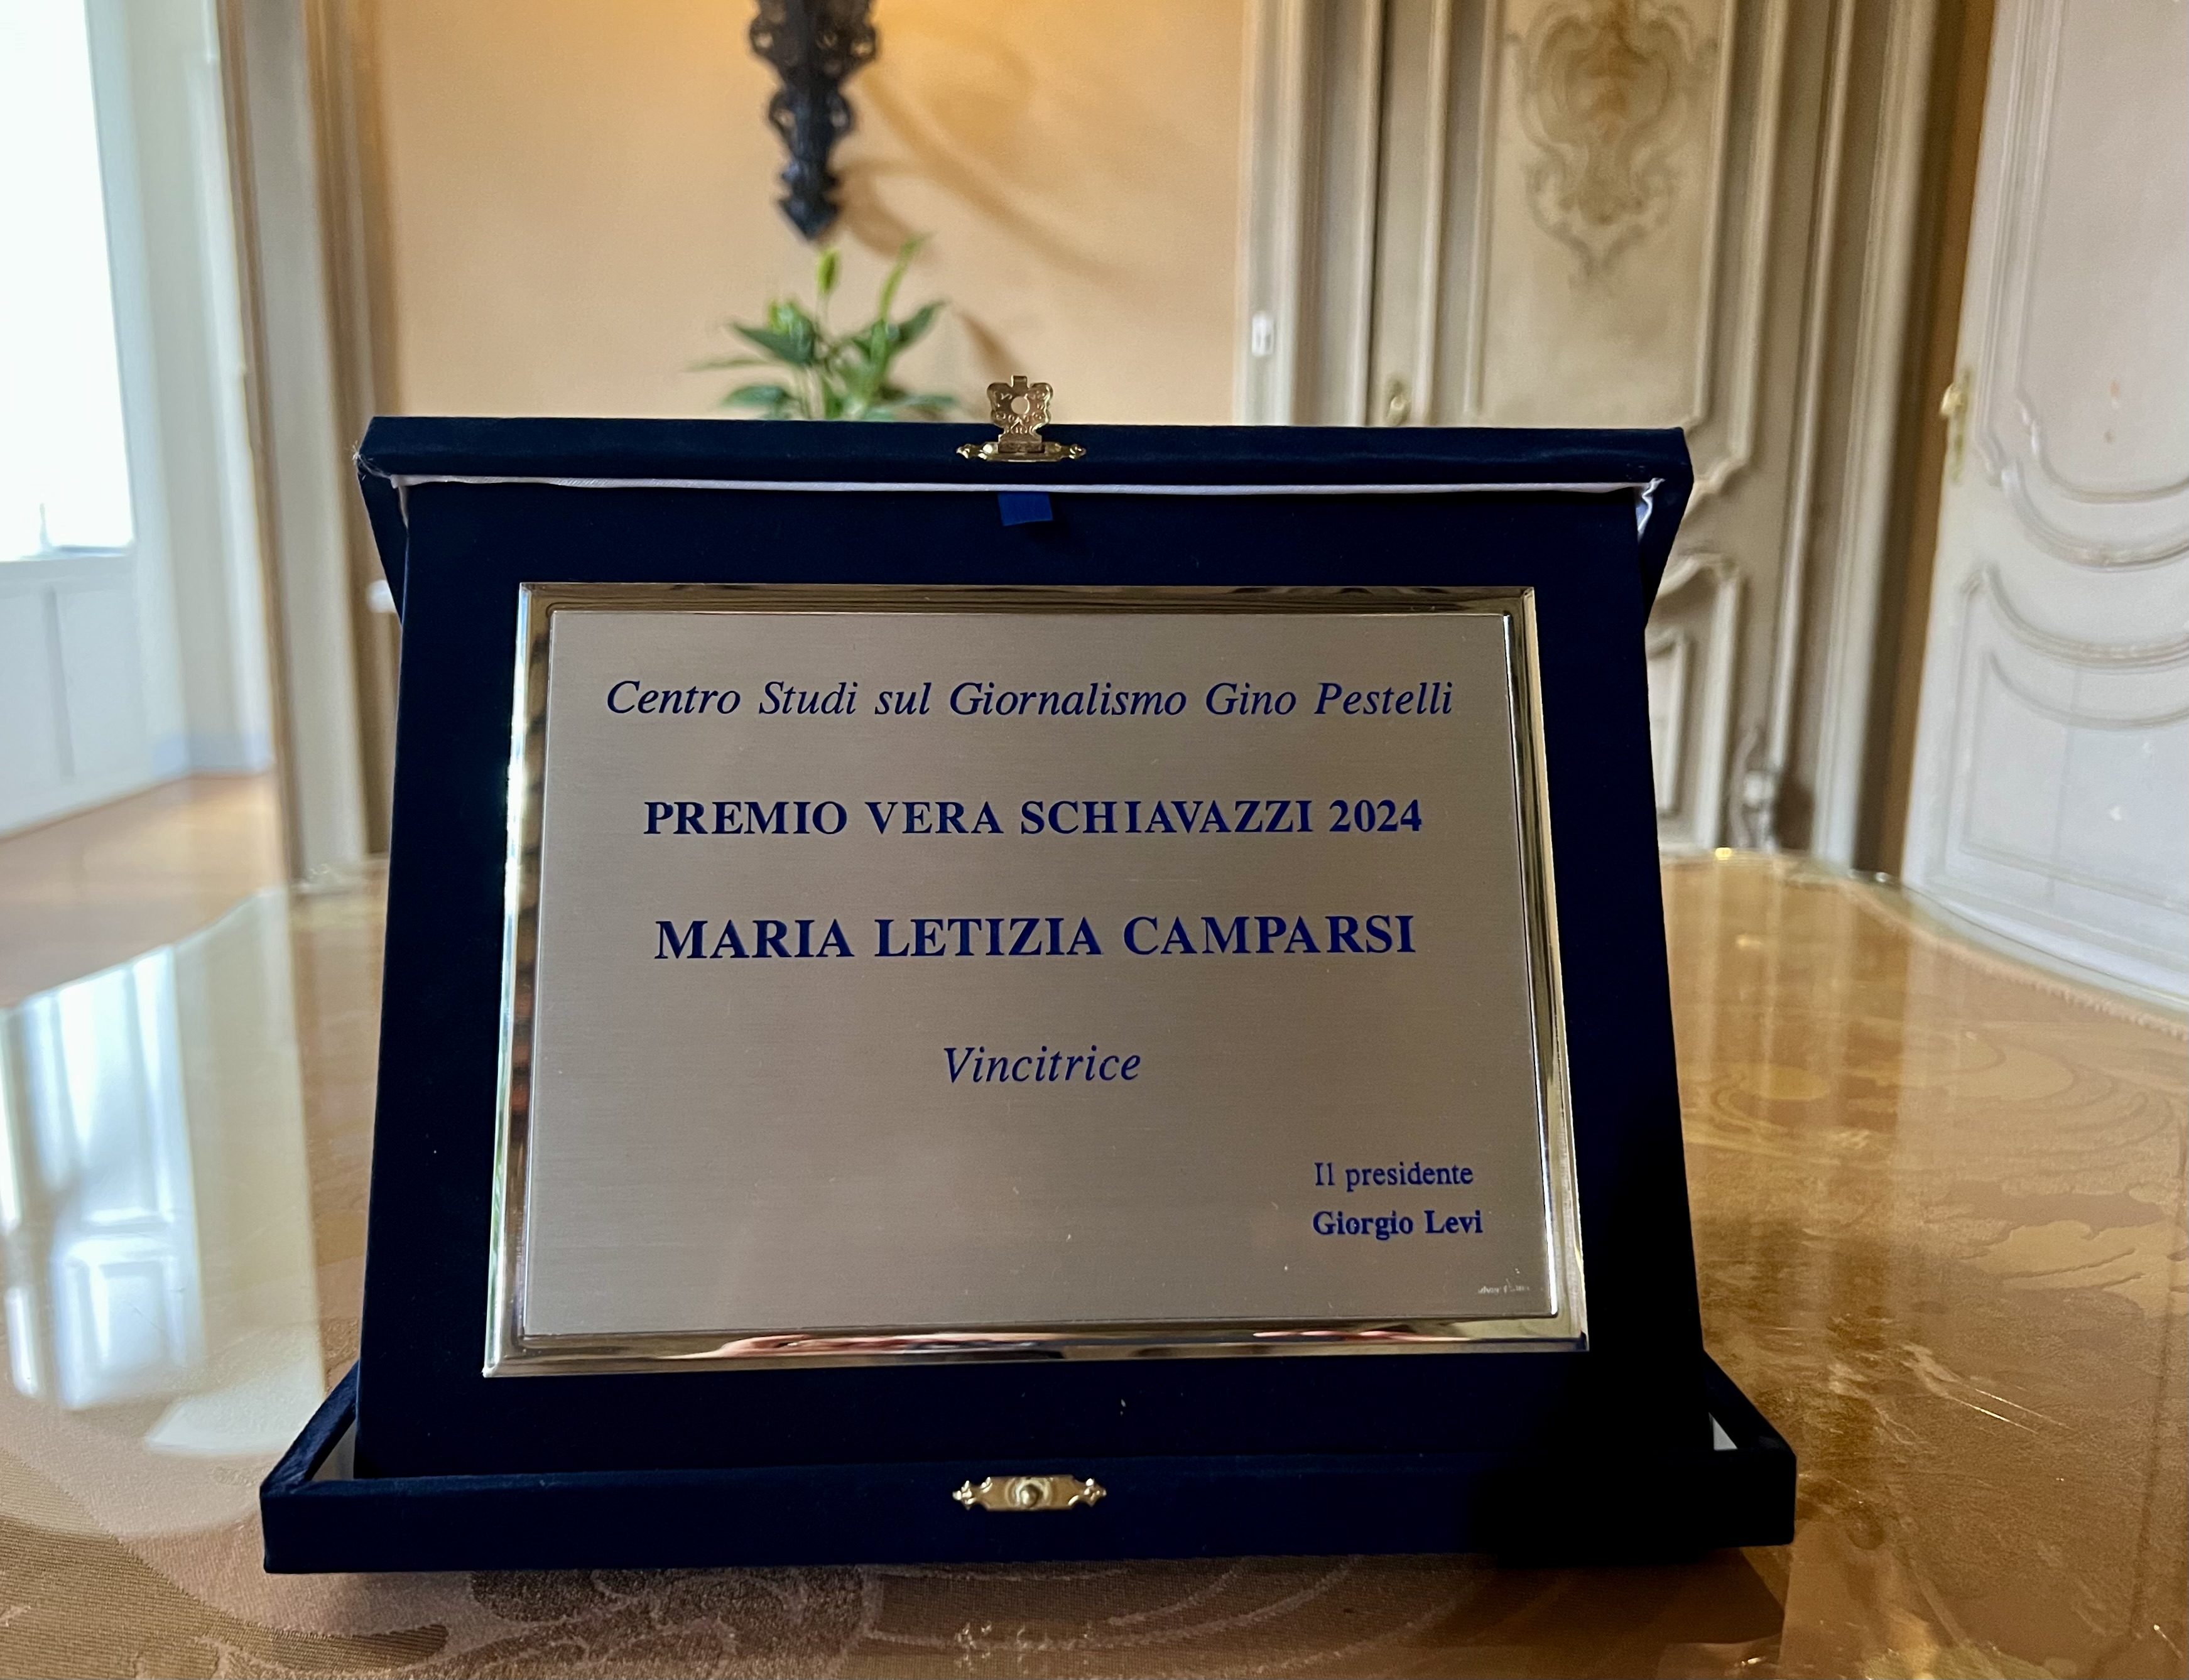 Centro Studi sul Giornalismo Gino Pestelli
PREMIO VERA SCHIAVAZZI 2024
MARIA LETIZIA CAMPARSI
Vincitrice
Il presidente
Giorgio Levi